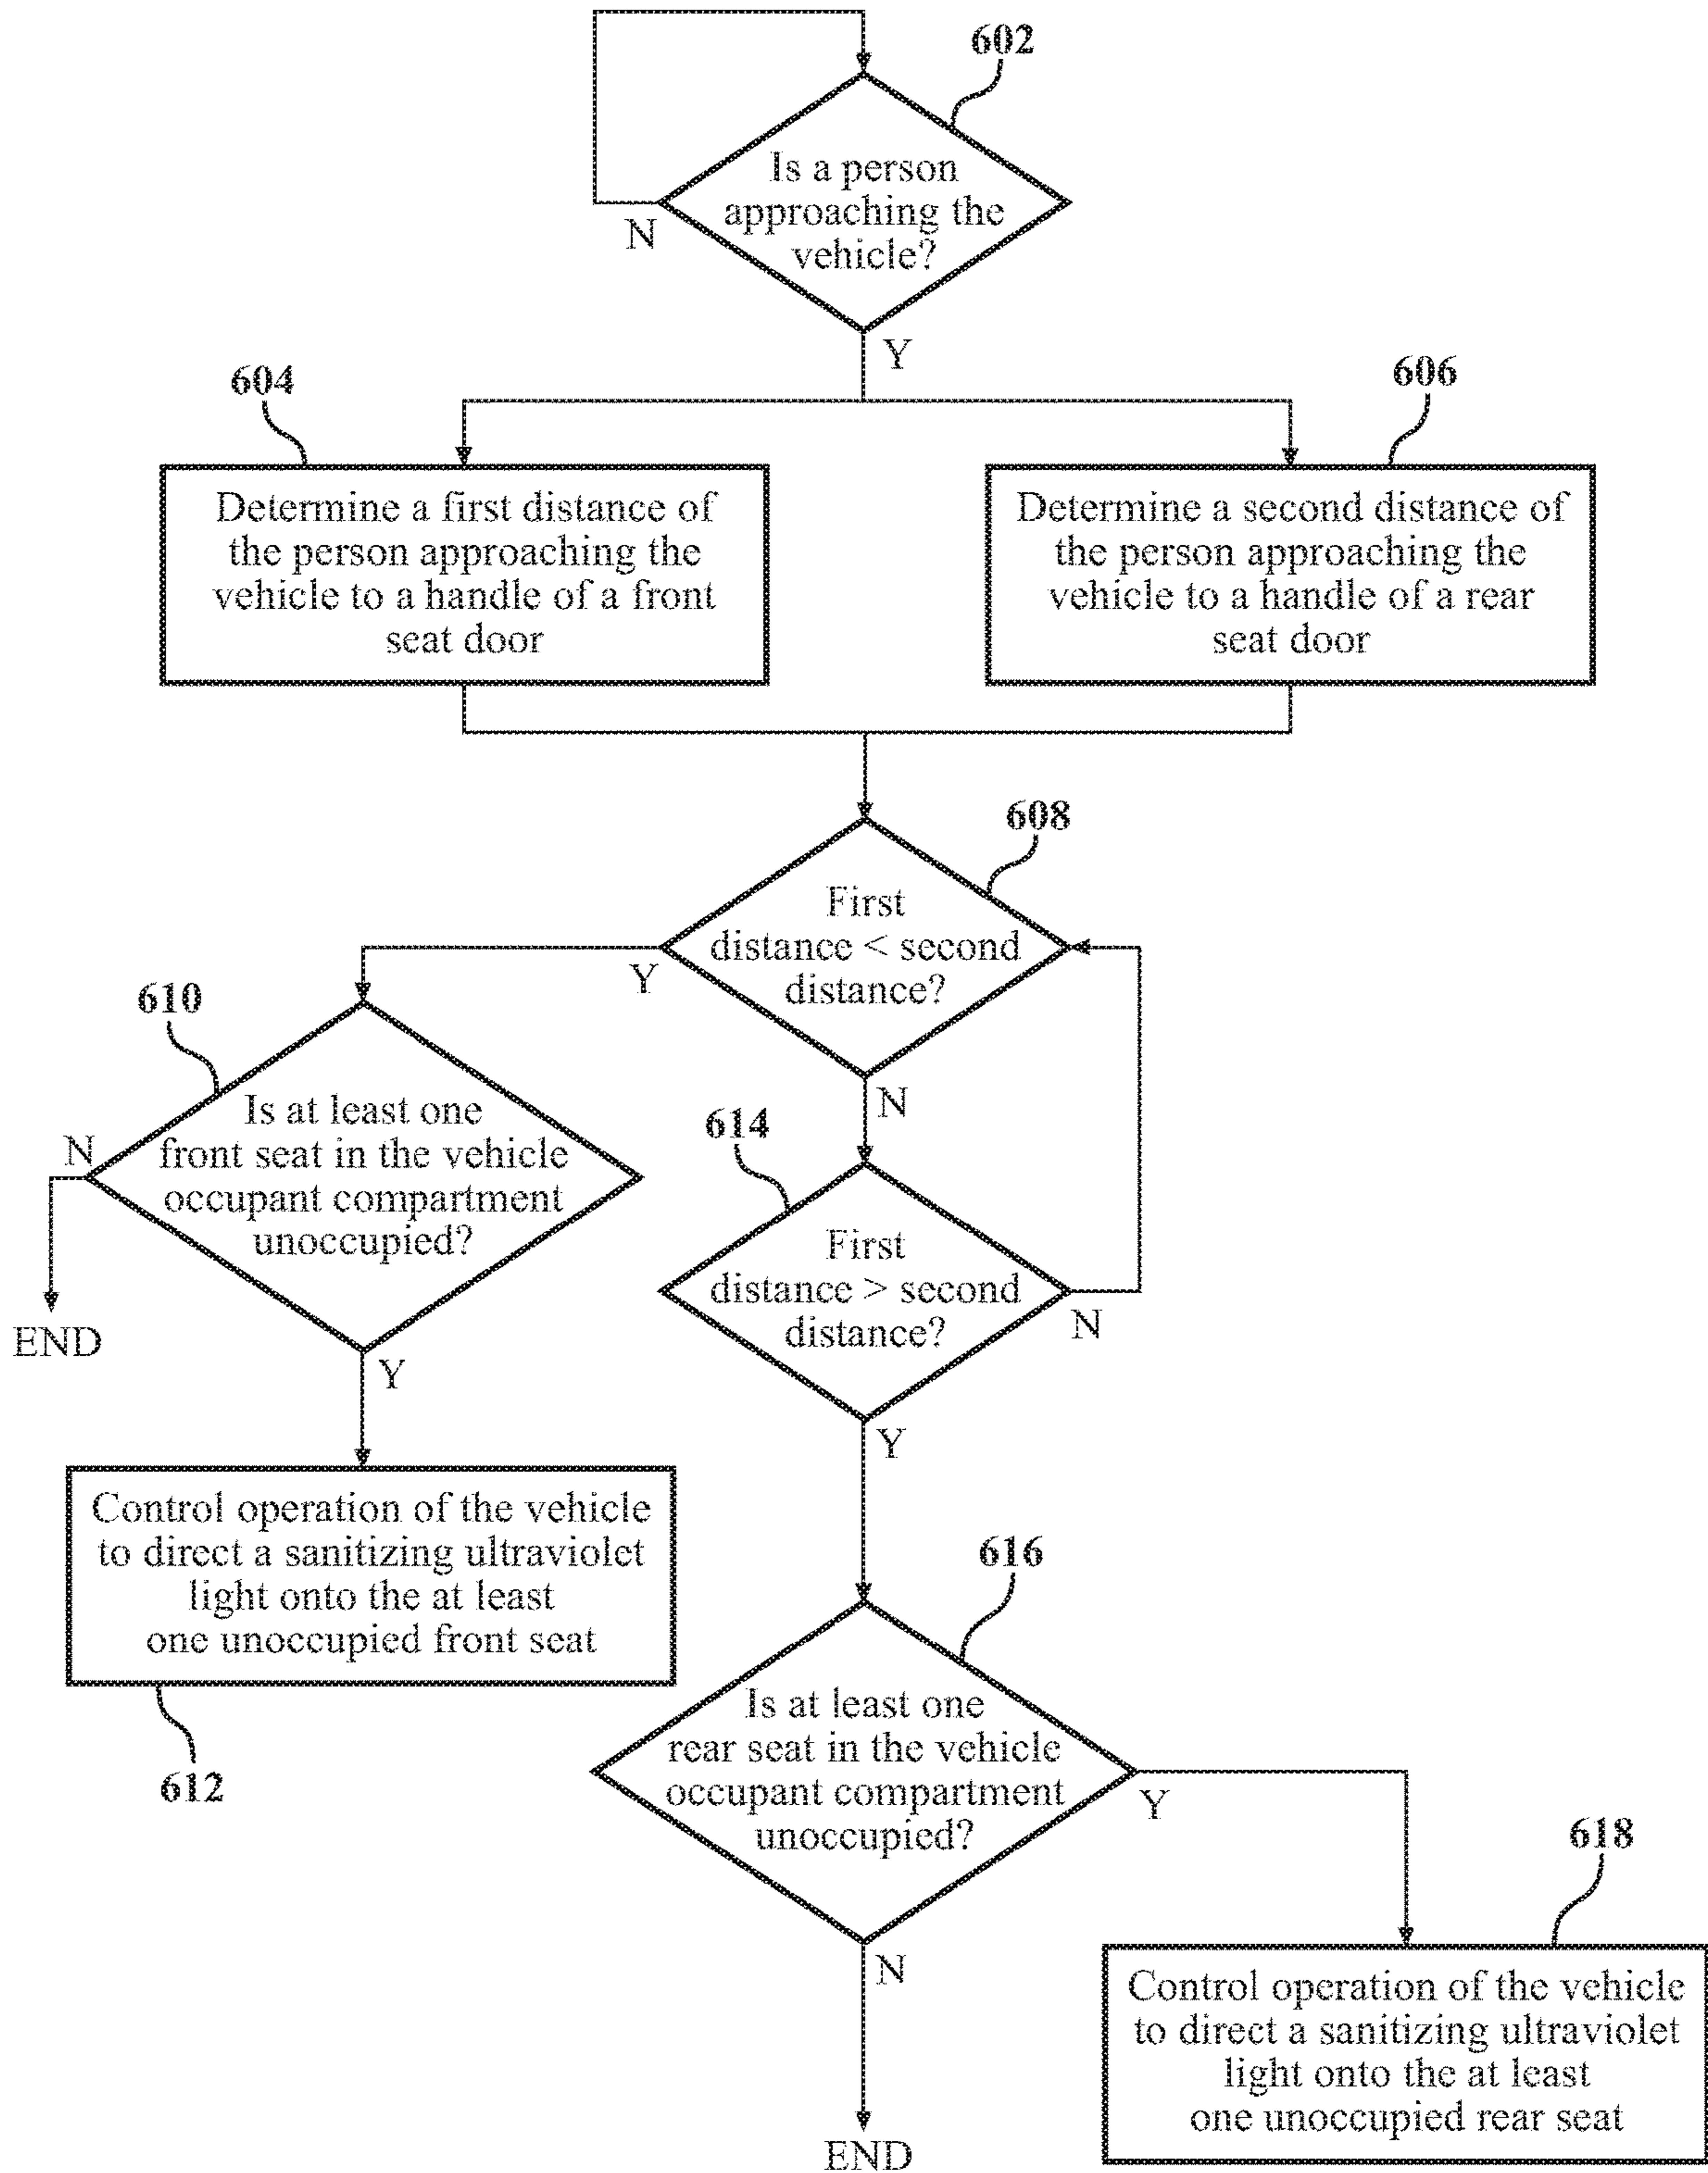 602
Is a person
approaching the
vehicle?
N
Y
604
606
Determine a first distance of
the person approaching the
vehicle to a handle of a front
seat door
Determine a second distance of
the person approaching the
vehicle to a handle of a rear
seat door
608
First
distance < second
distance?
Y
N
610
Is at least one
front seat in the vehicle
occupant compartment
unoccupied?
N
END
Y
614
First
distance > second
distance?
N
Y
Control operation of the vehicle
to direct a sanitizing ultraviolet
light onto the at least
one unoccupied front seat
612
616
Is at least one
rear seat in the vehicle
occupant compartment
unoccupied?
Y
N
END
618
Control operation of the vehicle
to direct a sanitizing ultraviolet
light onto the at least
one unoccupied rear seat